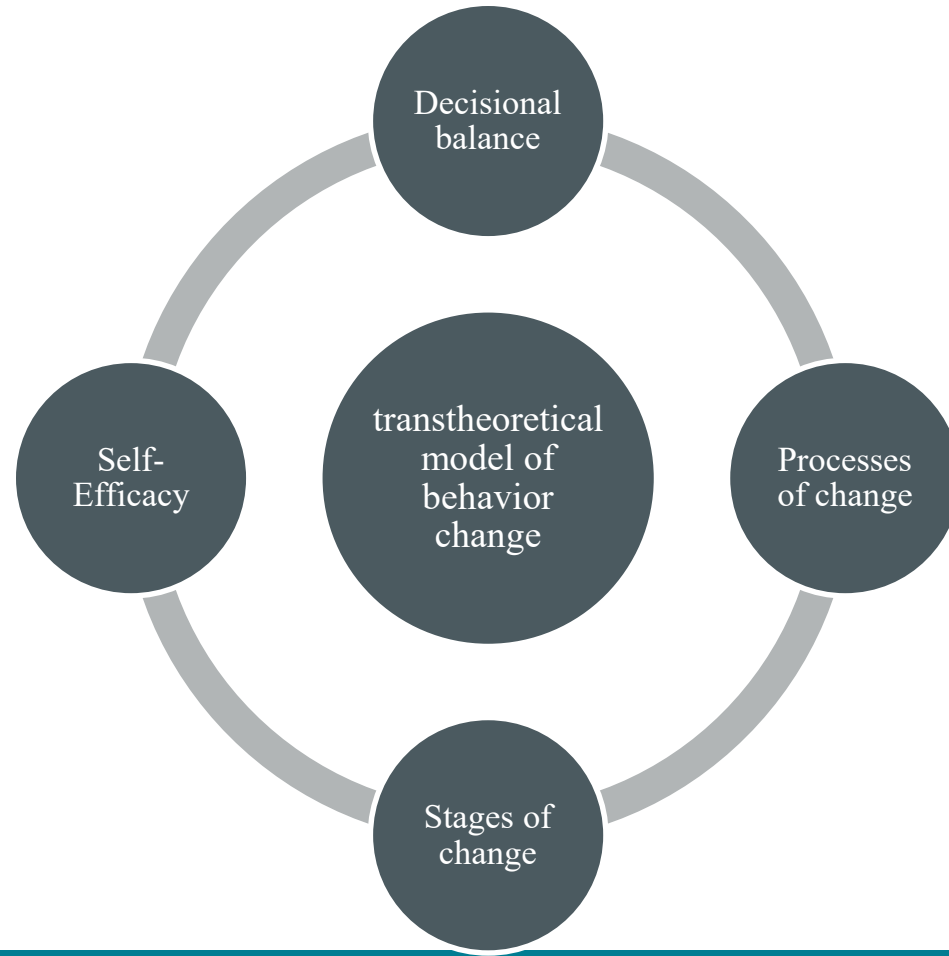 Decisional
balance
Self-
Efficacy
transtheoretical
model of
behavior
change
Processes
of change
Stages of
change